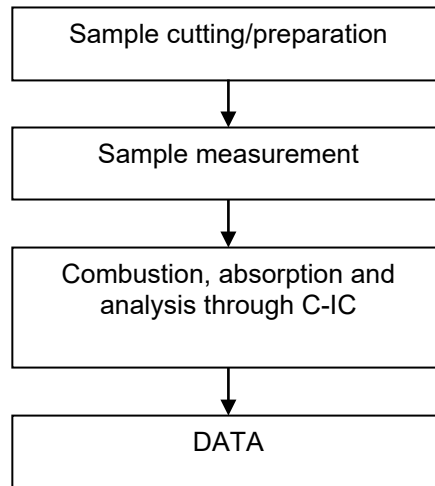 Sample cutting/preparation
Sample measurement
Combustion, absorption and
analysis through C-IC
DATA